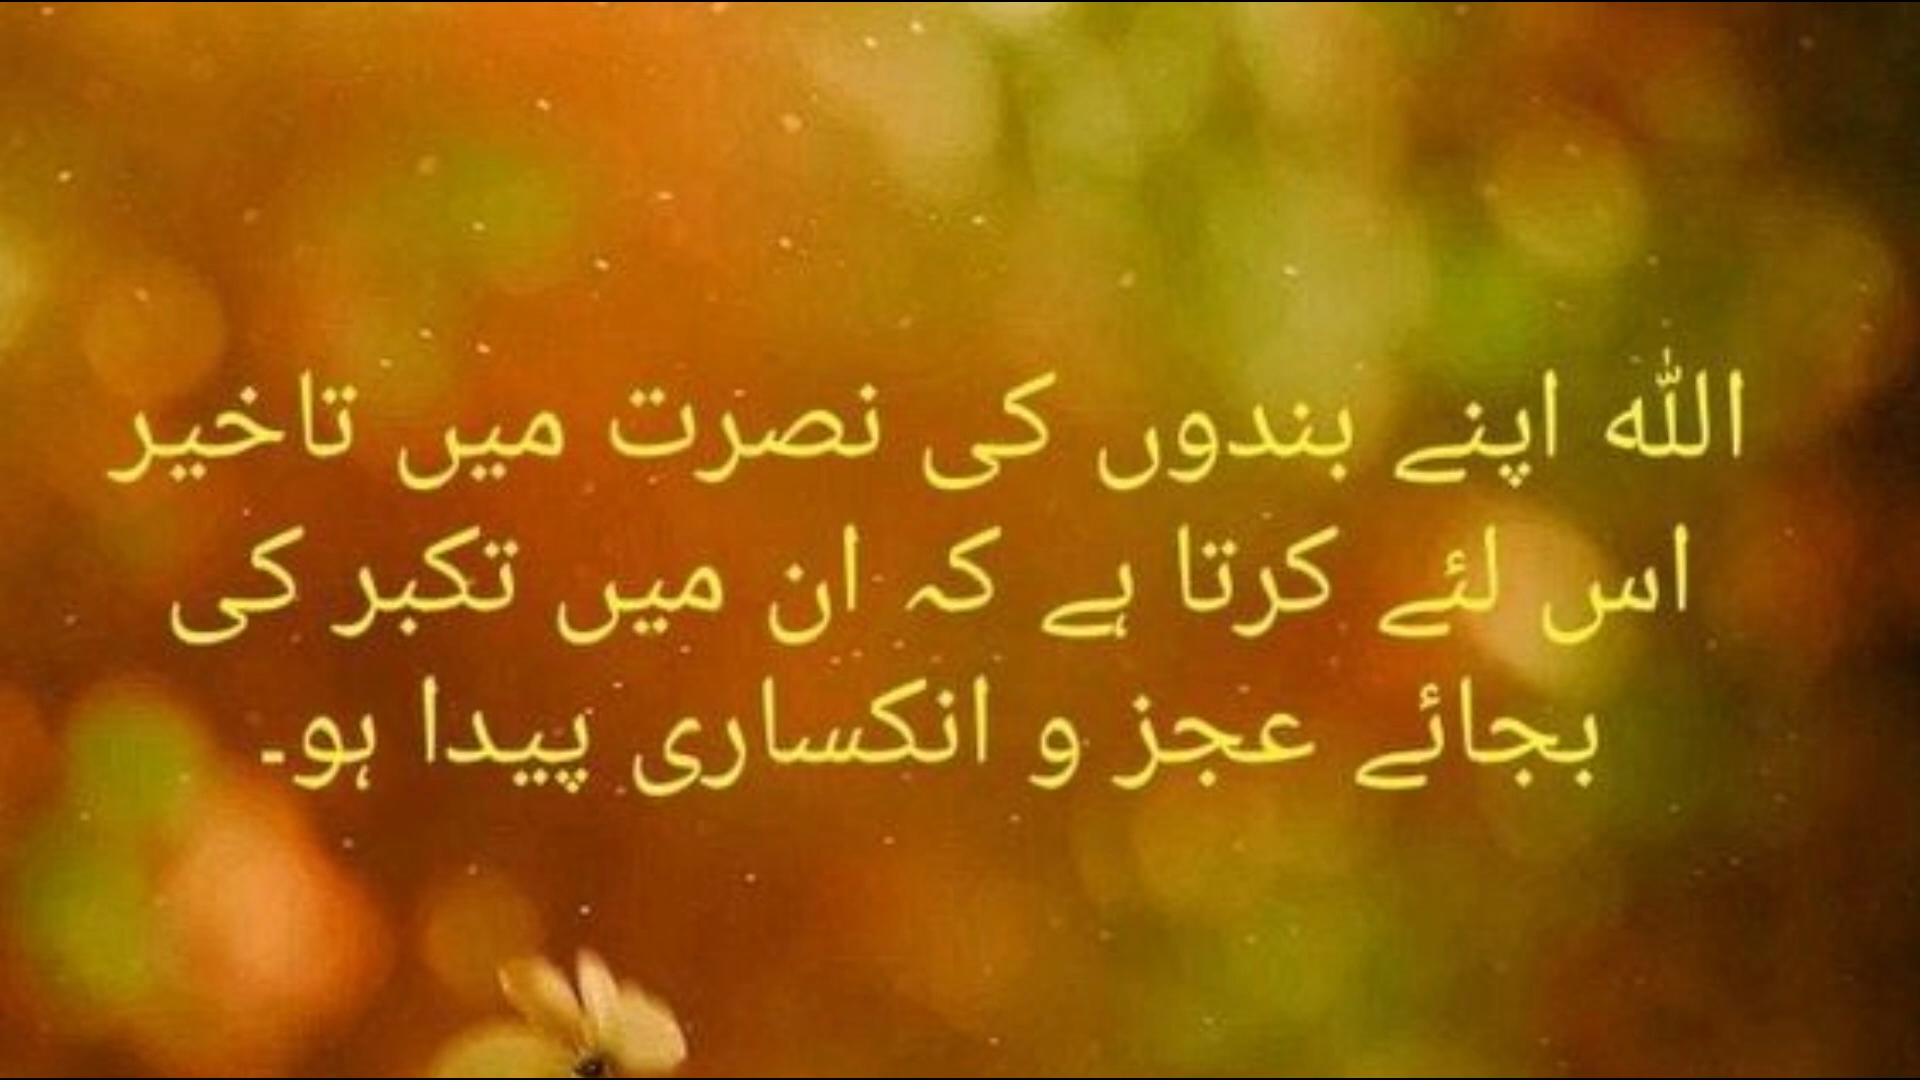 اللہ اپنے بندوں کی نصرت میں تاخیر
اس لئے کرتا ہے کہ ان میں تکبر کی
بجائے عجز و انکساری پیدا ہو۔